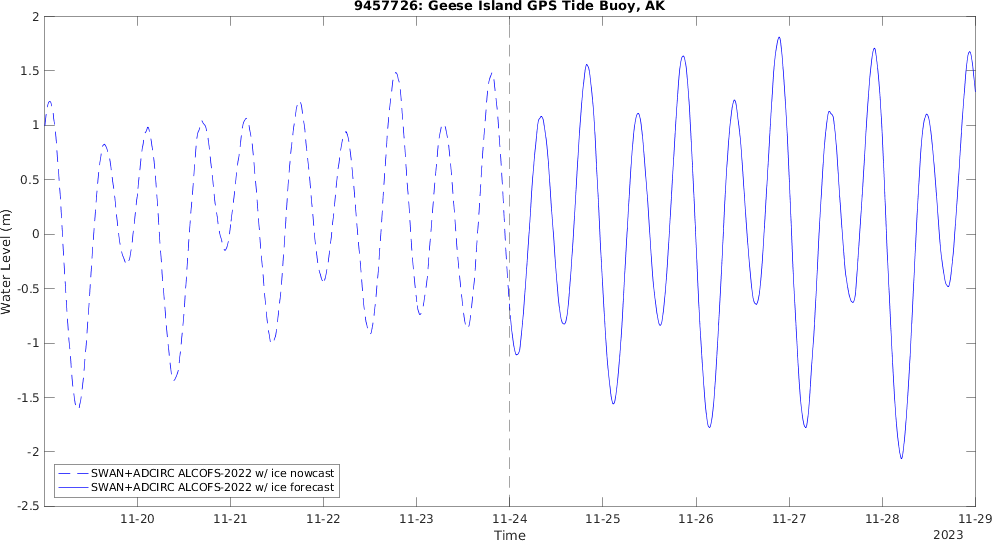 9457726: Geese Island GPS Tide Buoy, AK
2
1.5
1
0.5
0
-0.5
-1
-1.5
-2
-2.5
Water Level (m)
SWAN+ADCIRC ALCOFS-2022 w/ ice nowcast
SWAN+ADCIRC ALCOFS-2022 w/ ice forecast
11-20 11-21 11-22 11-23 11-24 11-25 11-26 11-27 11-28 11-29
Time
2023